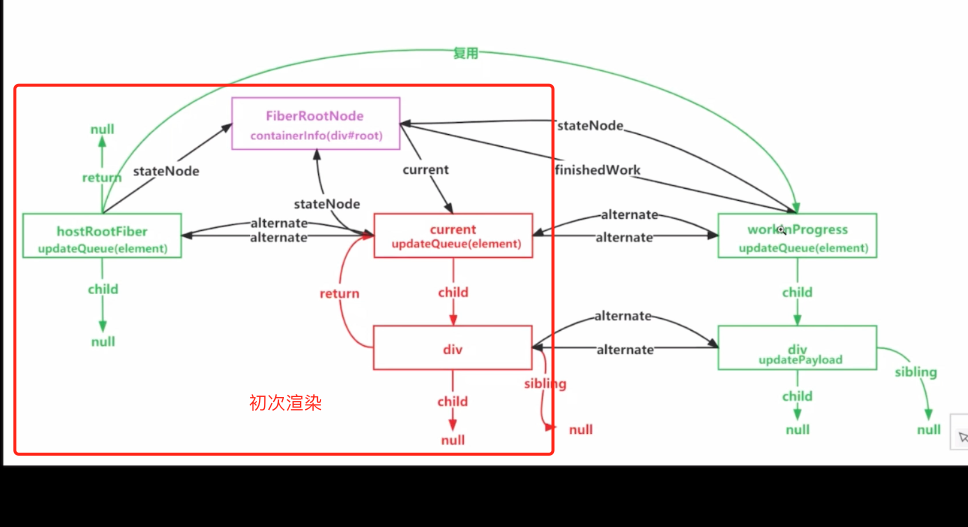 复用
FiberRootNode
containerInfo(div#root)
null
return
stateNode
stateNode
current
stateNode
finishedWork
hostRootFiber
updateQueue(element)
alternate
alternate
current
updateQueue(element)
alternate
alternate
workInProgress
updateQueue(element)
child
null
return
child
child
div
alternate
alternate
div
updatePayload
sibling
sibling
child
null
null
child
null
null
初次渲染